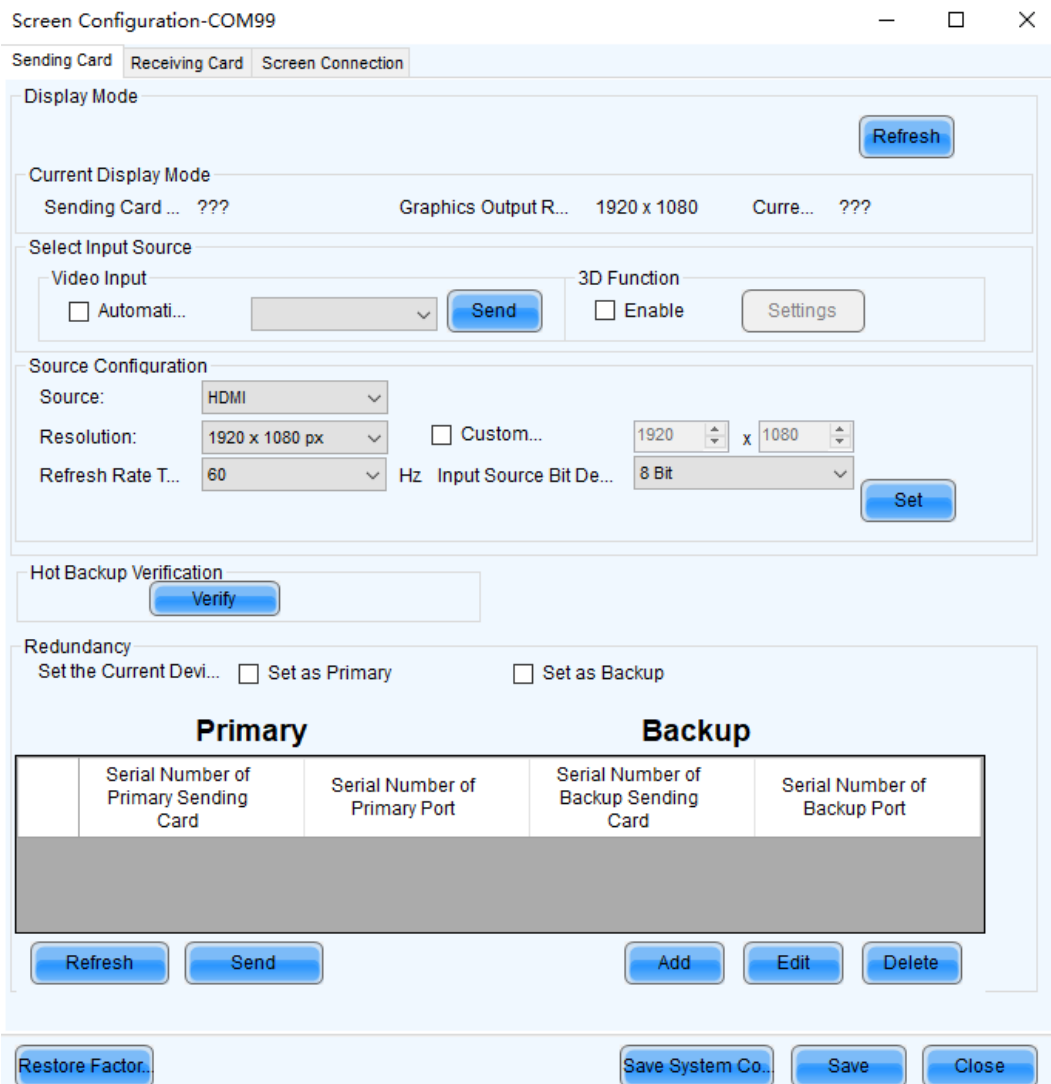 Screen Configuration-COM99
Sending Card Receiving Card Screen Connection
Display Mode
Refresh
Current Display Mode
Sending Card ... ??? Graphics Output R... 1920 x 1080 Curre... ???
Select Input Source
Video Input 3D Function
Automati... Send Enable Settings
Source Configuration
Source: HDMI
Resolution: 1920 x 1080 px Custom... 1920 x 1080
Refresh Rate T... 60 Hz Input Source Bit De... 8 Bit
Set
Hot Backup Verification
Verify
Redundancy
Set the Current Devi... Set as Primary Set as Backup
Primary Backup
Serial Number of Primary Sending Card Serial Number of Primary Port Serial Number of Backup Sending Card Serial Number of Backup Port
Refresh Send Add Edit Delete
Restore Factor... Save System Co... Save Close